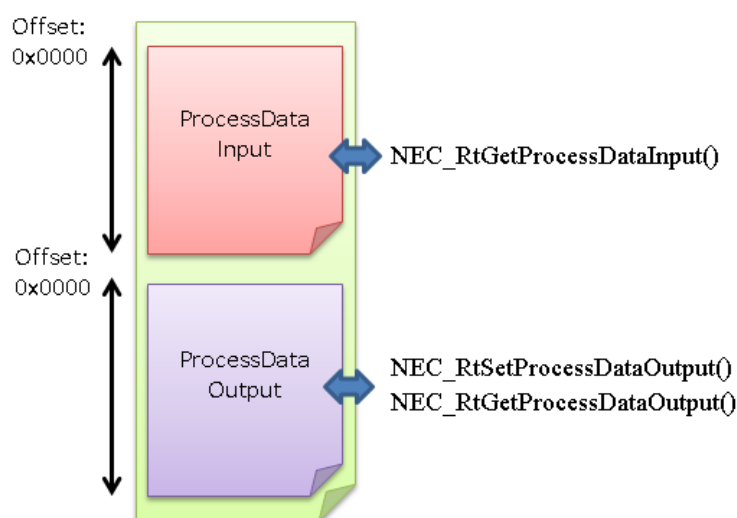 Offset:
0x0000
ProcessData
Input
NEC_RtGetProcessDataInput()
Offset:
0x0000
ProcessData
Output
NEC_RtSetProcessDataOutput()
NEC_RtGetProcessDataOutput()